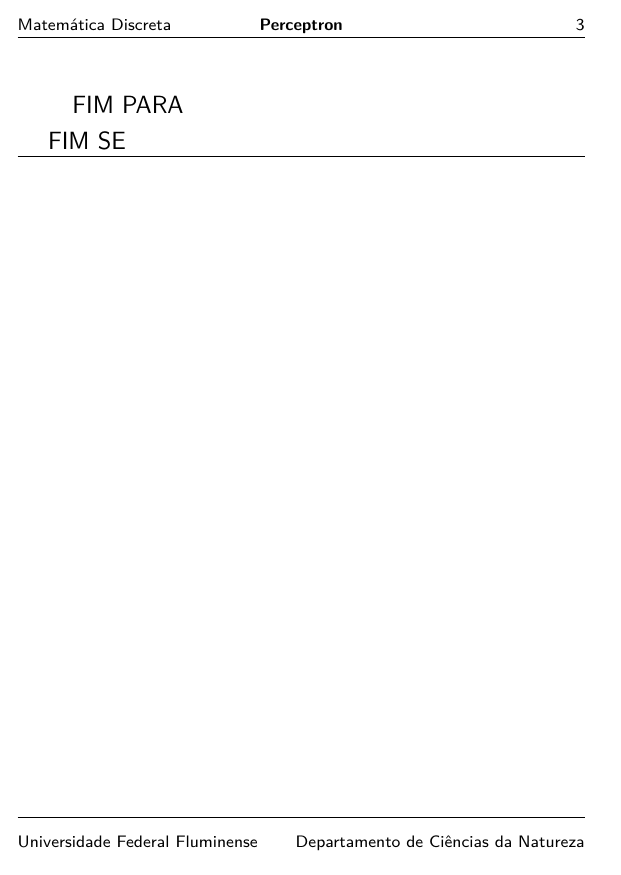 Matemática Discreta Perceptron 3
FIM PARA
FIM SE
Universidade Federal Fluminense Departamento de Ciências da Natureza